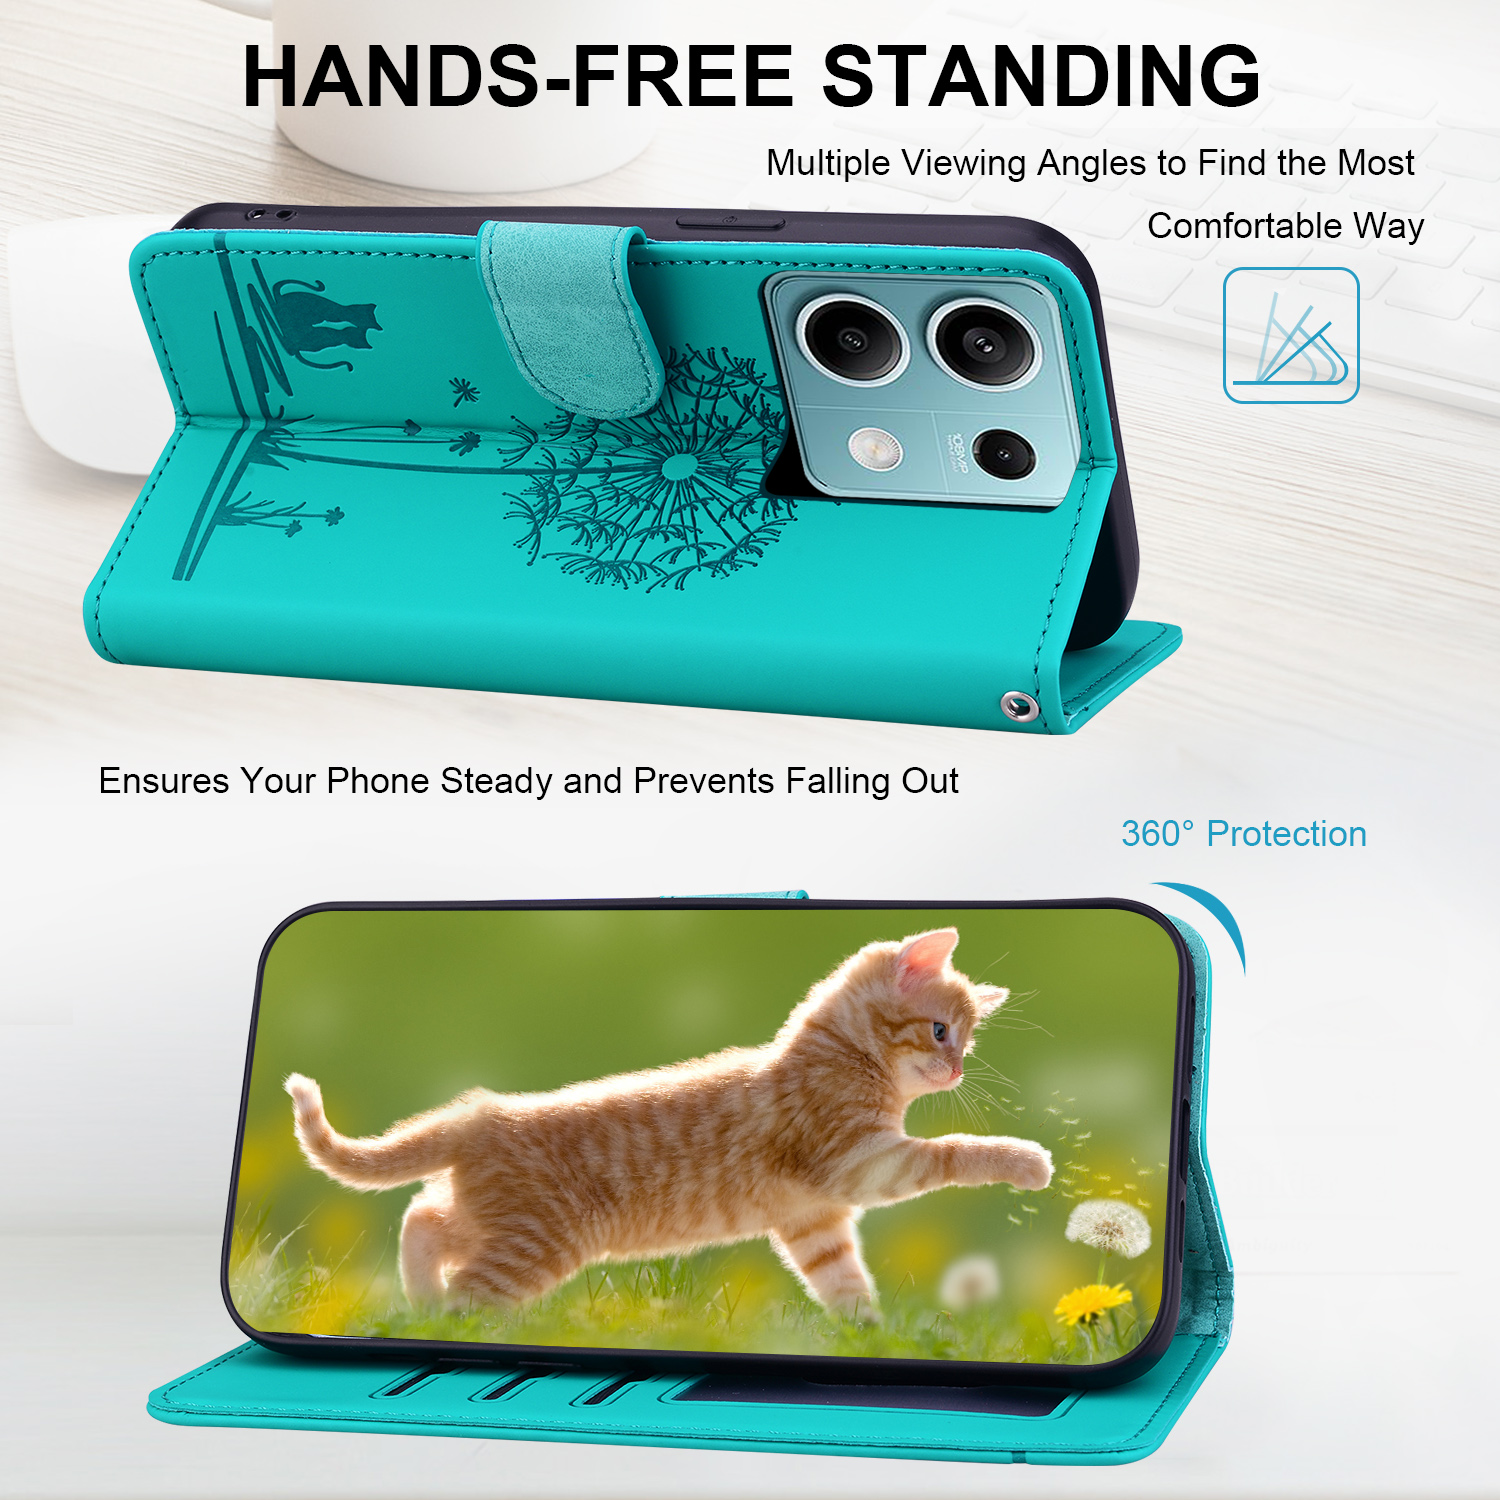 HANDS-FREE STANDING
Multiple Viewing Angles to Find the Most
Comfortable Way
108MP
Ensures Your Phone Steady and Prevents Falling Out
360° Protection